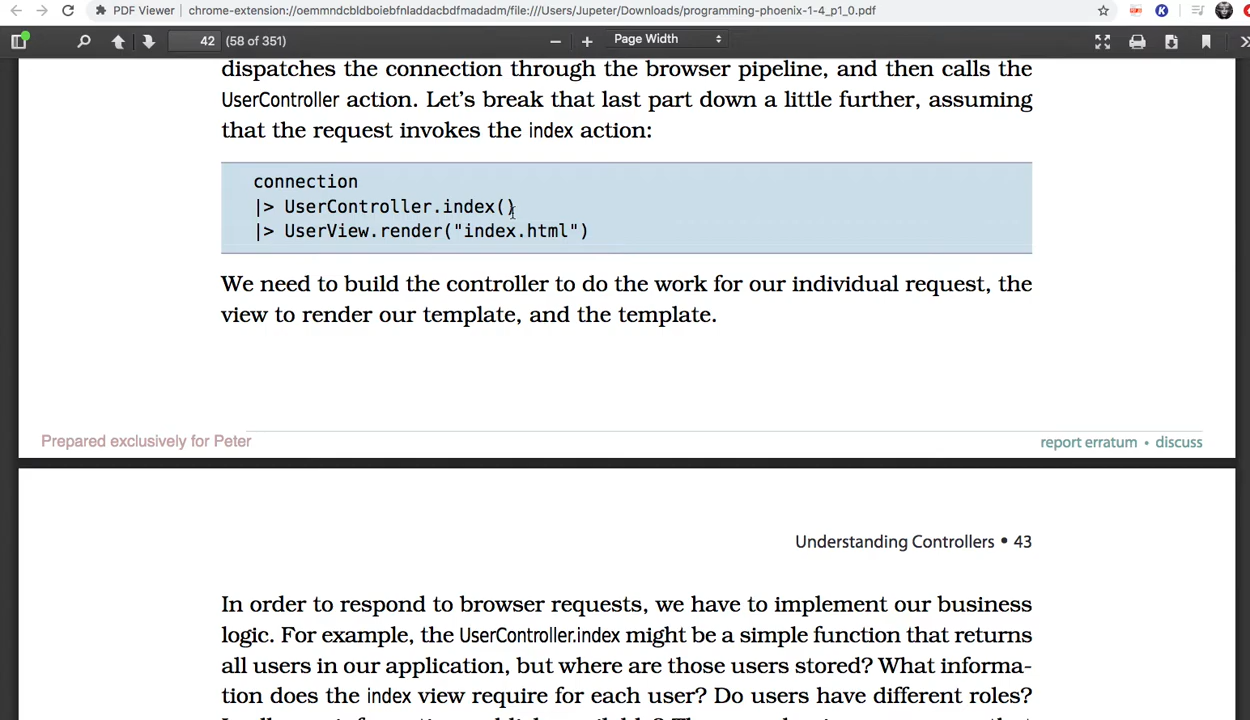 PDF Viewer | chrome-extension://oemmndcbldboiebfnladdacbdfmadadm/file:///Users/Jupeter/Downloads/programming-phoenix-1-4_p1_0.pdf
42 (58 of 351) Page Width
dispatches the connection through the browser pipeline, and then calls the
UserController action. Let's break that last part down a little further, assuming
that the request invokes the index action:
connection
|> UserController.index()
|> UserView.render("index.html")
We need to build the controller to do the work for our individual request, the
view to render our template, and the template.
Prepared exclusively for Peter
report erratum • discuss
Understanding Controllers • 43
In order to respond to browser requests, we have to implement our business
logic. For example, the UserController.index might be a simple function that returns
all users in our application, but where are those users stored? What informa-
tion does the index view require for each user? Do users have different roles?